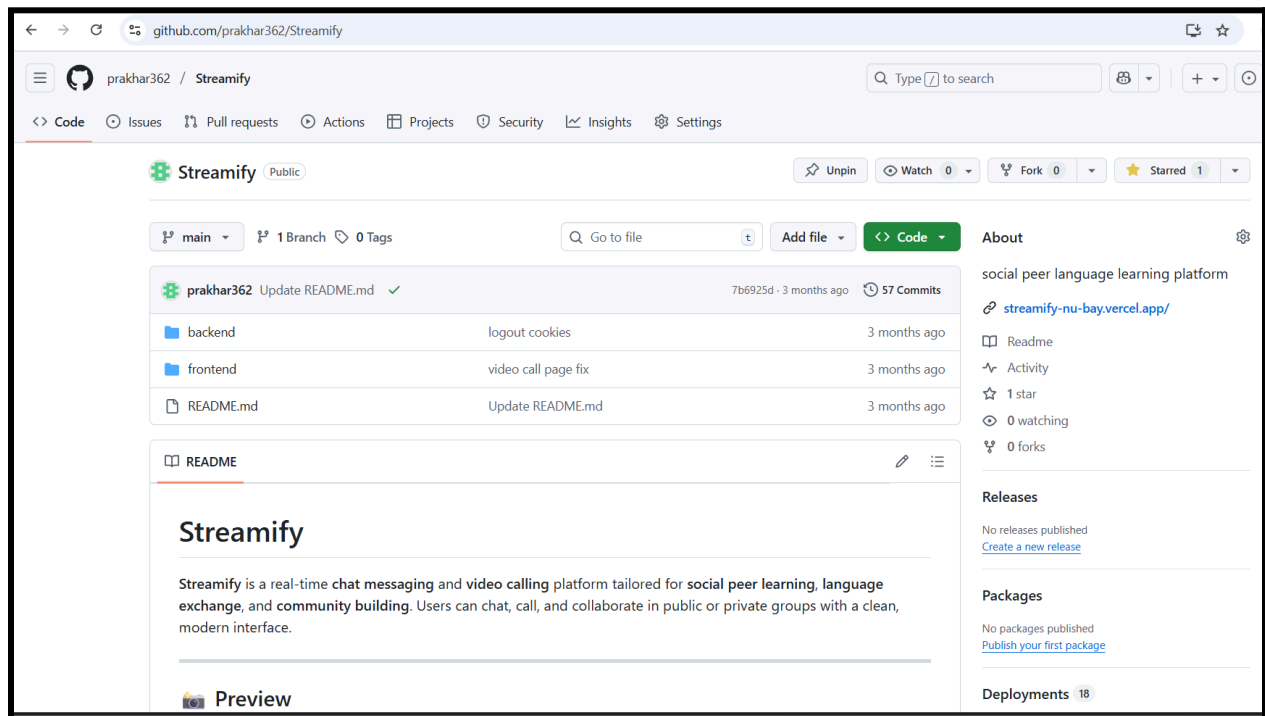 github.com/prakhar362/Streamify
prakhar362 / Streamify
Type / to search
Code Issues Pull requests Actions Projects Security Insights Settings
Streamify Public
Unpin Watch 0 Fork 0 Starred 1
main 1 Branch 0 Tags
Go to file t Add file Code
prakhar362 Update README.md 7b6925d · 3 months ago 57 Commits
backend logout cookies 3 months ago
frontend video call page fix 3 months ago
README.md Update README.md 3 months ago
README
Streamify
Streamify is a real-time chat messaging and video calling platform tailored for social peer learning, language
exchange, and community building. Users can chat, call, and collaborate in public or private groups with a clean,
modern interface.
Preview
About
social peer language learning platform
streamify-nu-bay.vercel.app/
Readme
Activity
1 star
0 watching
0 forks
Releases
No releases published
Create a new release
Packages
No packages published
Publish your first package
Deployments 18